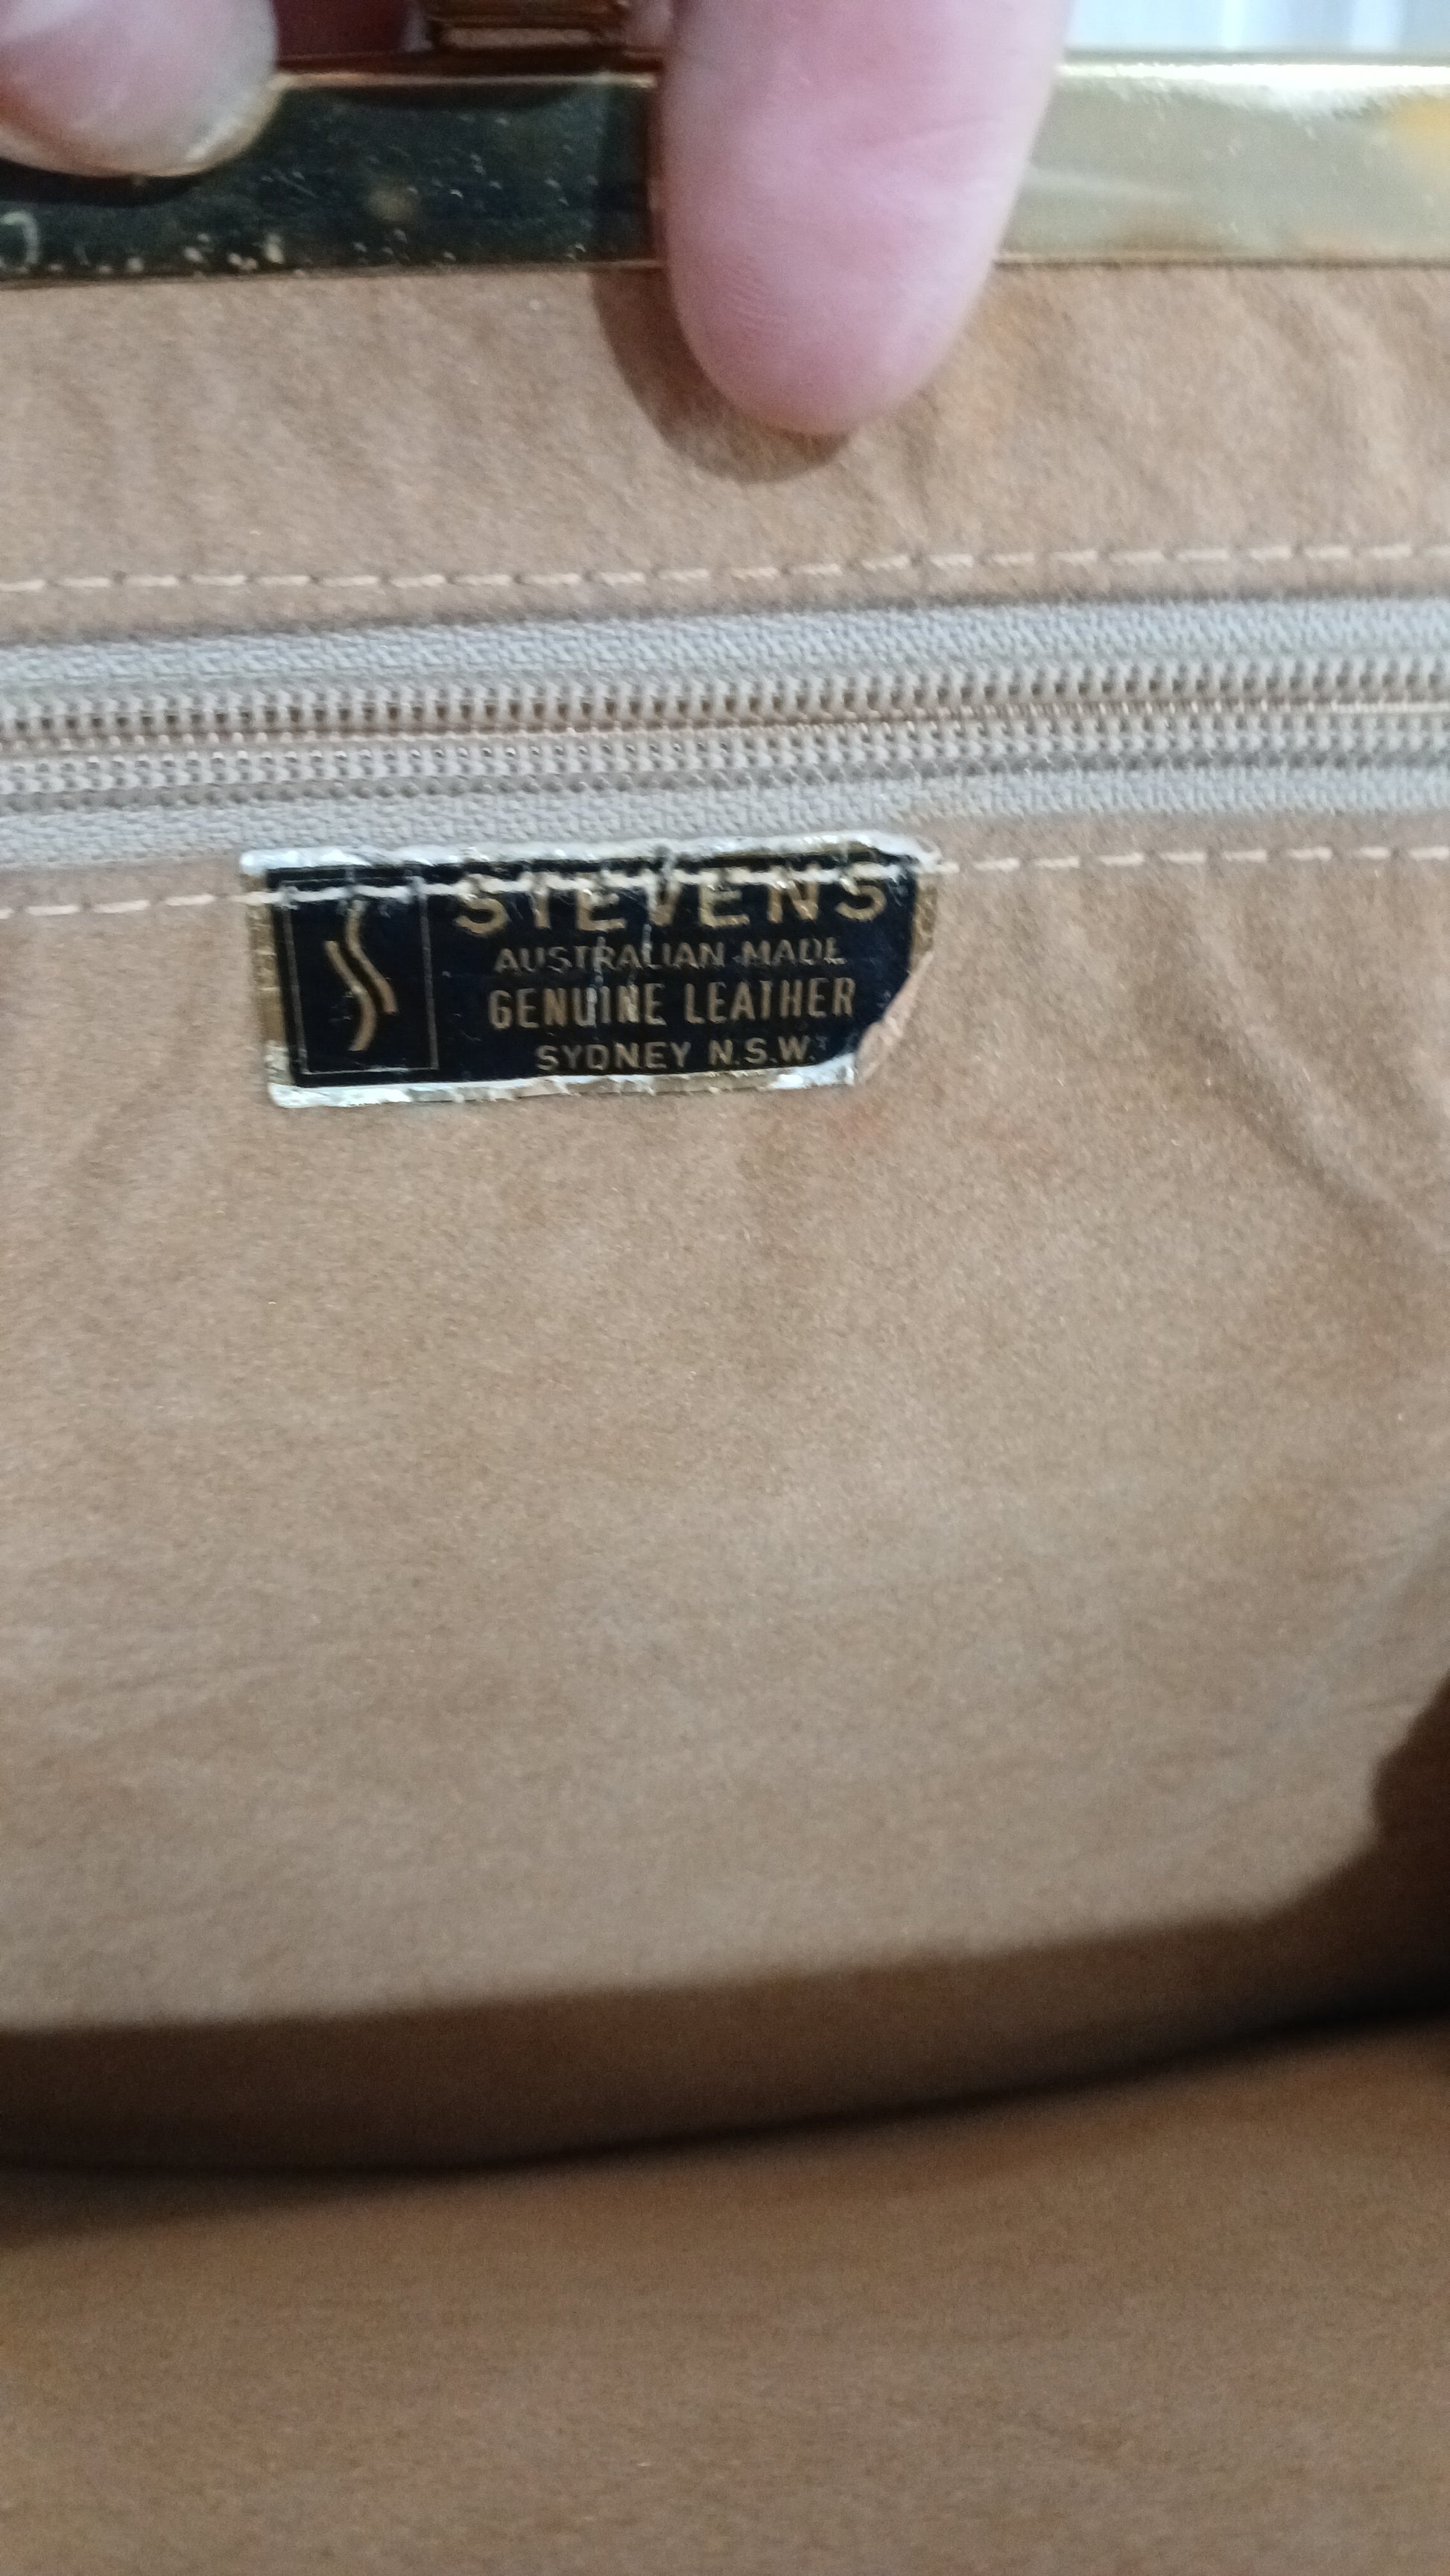 STEVENS
AUSTRALIAN MADE
GENUINE LEATHER
SYDNEY N.S.W.